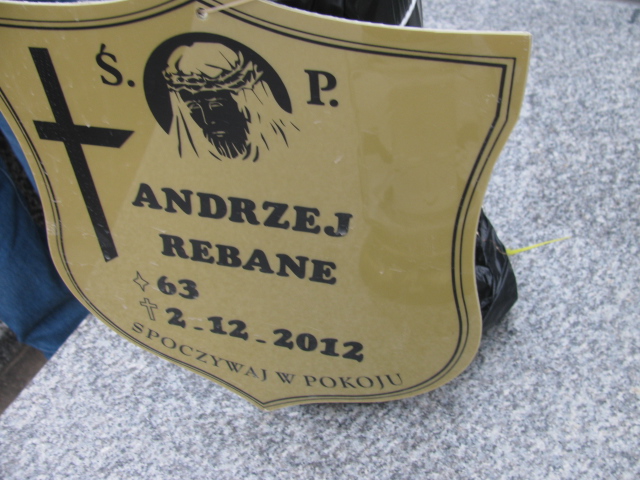 Ś. P.
ANDRZEJ
REBANE
✧ 63
✝ 2-12-2012
SPOCZYWAJ W POKOJU